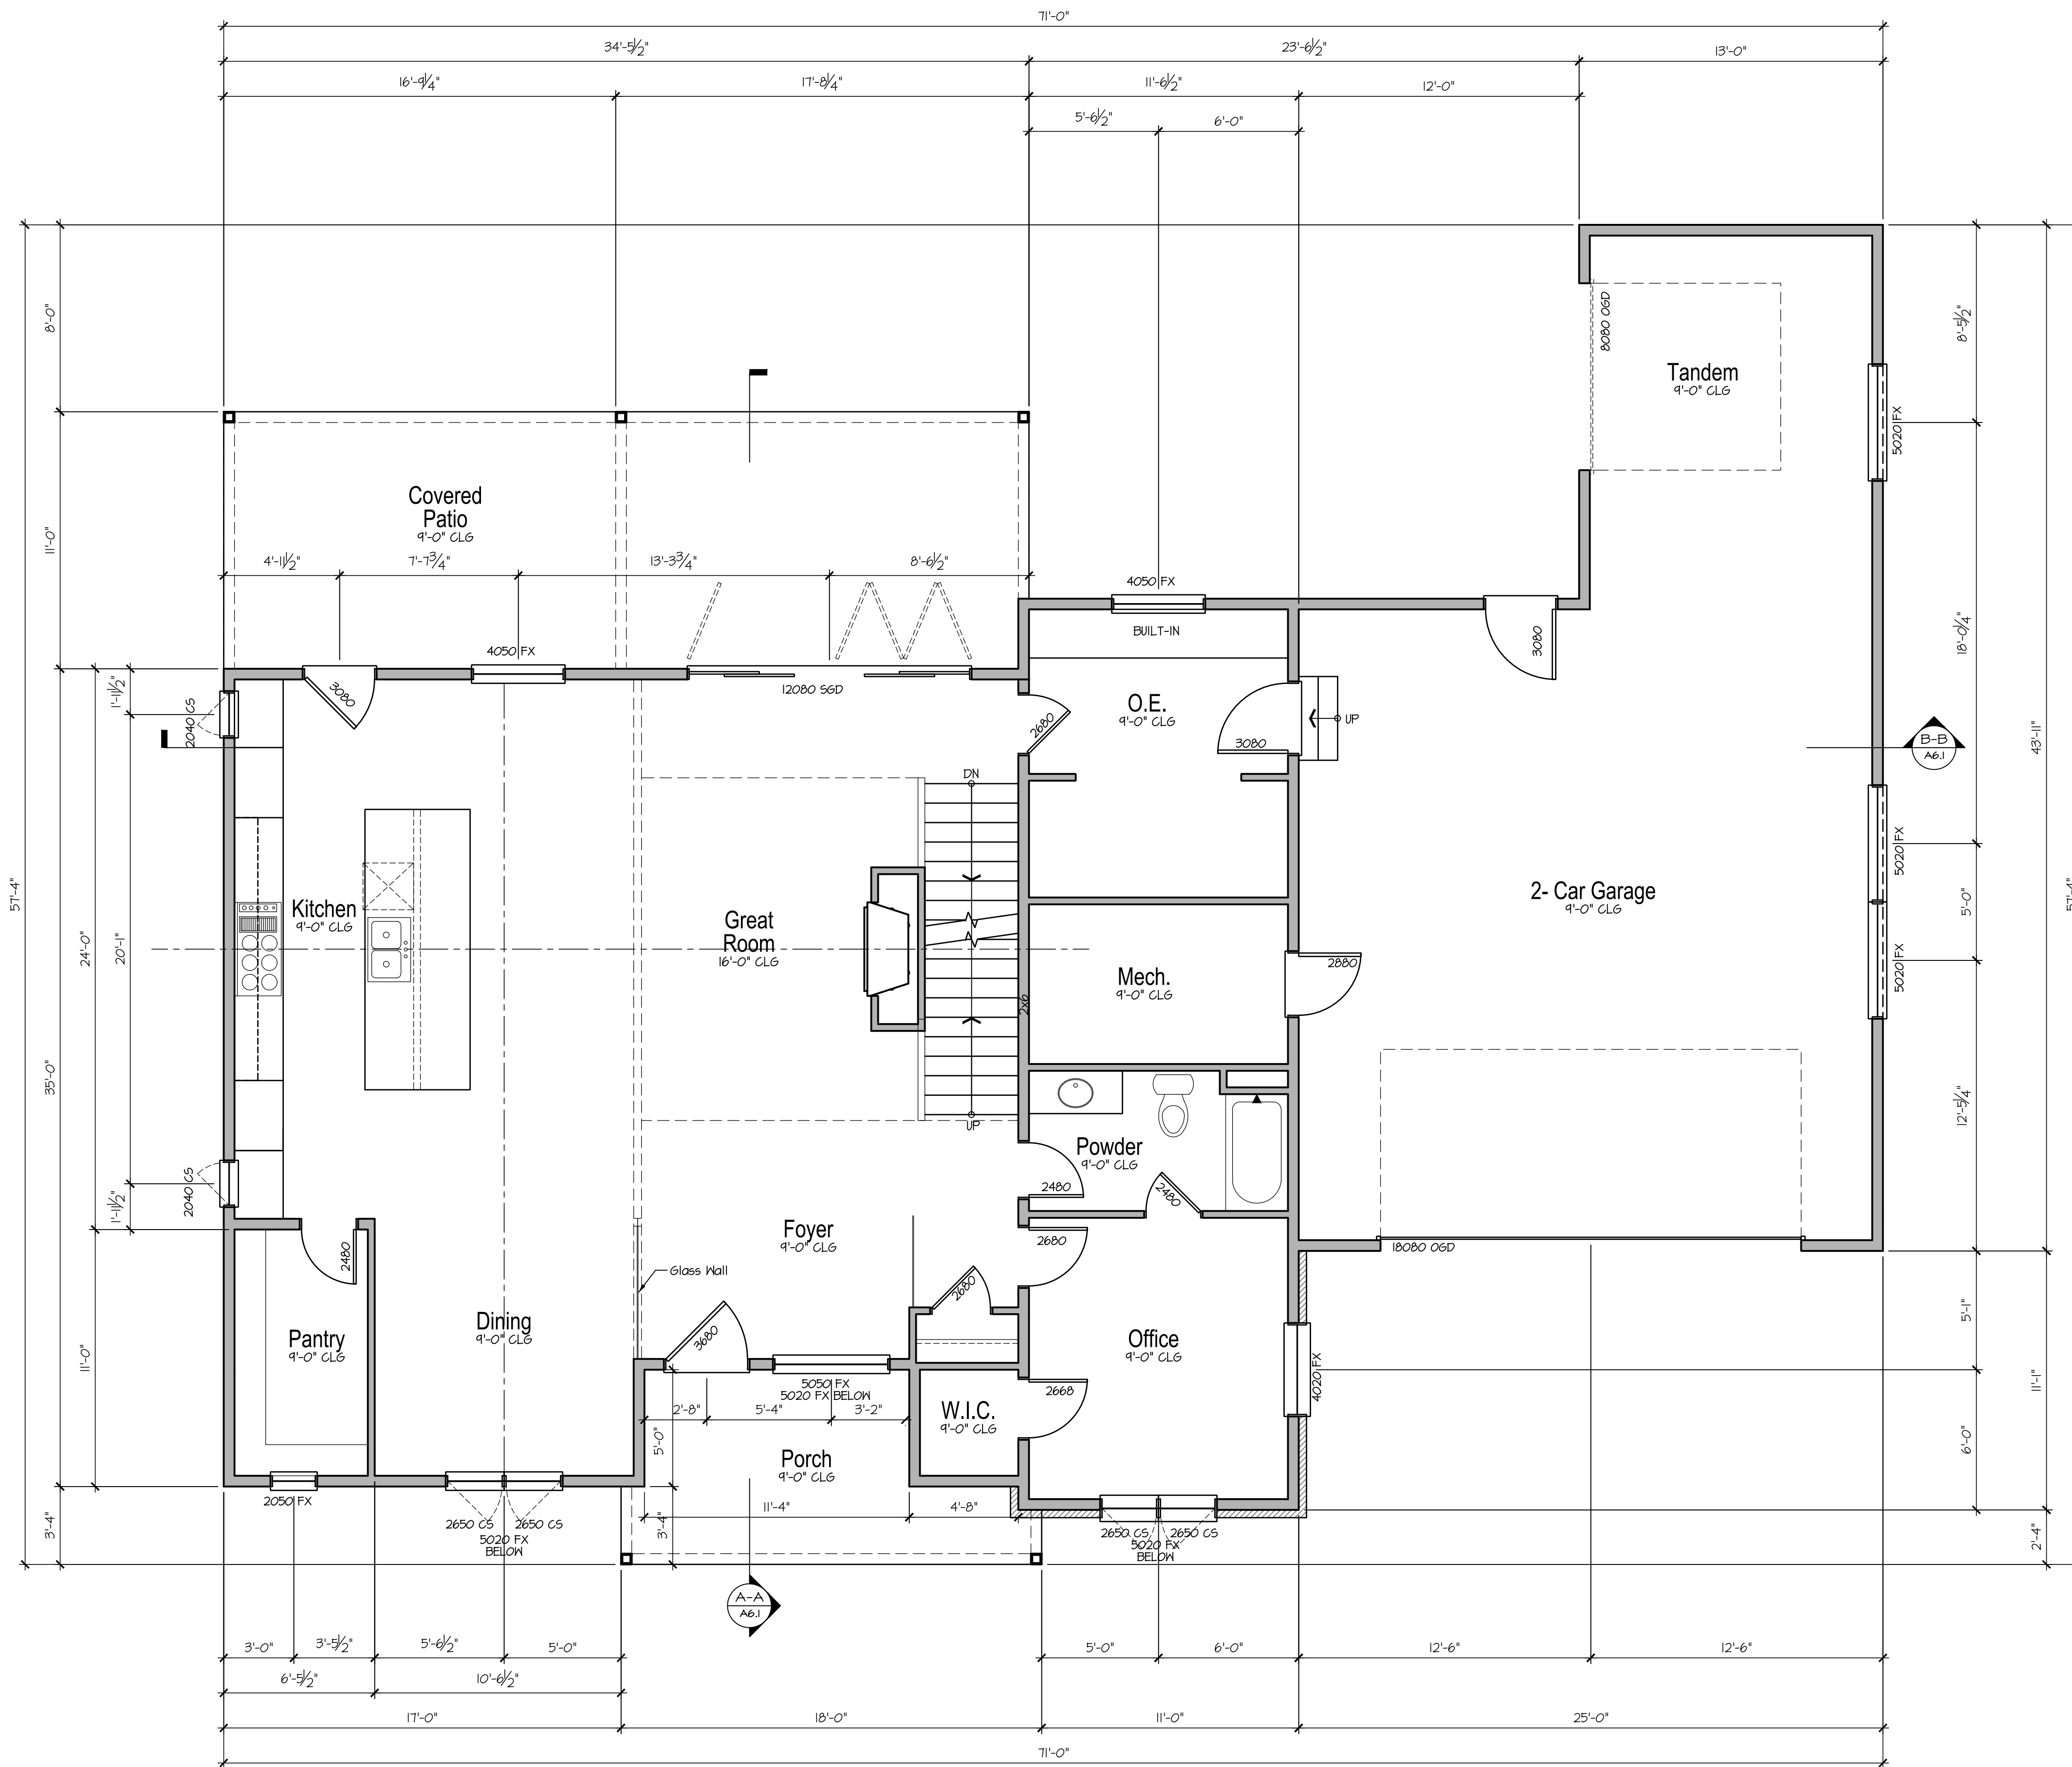 71'-0"
34'-5 1/2"
23'-6 1/2"
13'-0"
16'-9 1/4"
17'-8 1/4"
11'-6 1/2"
12'-0"
5'-6 1/2"
6'-0"
8'-0"
8'-5 1/2"
8080 OGD
Tandem
9'-0" CLG
5020 FX
Covered
Patio
9'-0" CLG
11'-0"
4'-11 1/2"
7'-7 3/4"
13'-3 3/4"
8'-6 1/2"
4050 FX
BUILT-IN
3080
18'-0 1/4"
4050 FX
12080 SGD
3080
1'-11 1/2"
2040 CS
2680
O.E.
9'-0" CLG
3080
UP
B-B
A6.1
43'-11"
DN
57'-4"
24'-0"
20'-1"
35'-0"
Kitchen
9'-0" CLG
Great
Room
16'-0" CLG
2x6
Mech.
9'-0" CLG
2880
2- Car Garage
9'-0" CLG
5020 FX
5'-0"
5020 FX
57'-4"
12'-5 1/4"
UP
Powder
9'-0" CLG
2480
2480
2040 CS
1'-11 1/2"
2480
Foyer
9'-0" CLG
2680
18080 OGD
Glass Wall
2680
3680
Pantry
9'-0" CLG
Dining
9'-0" CLG
Office
9'-0" CLG
4020 FX
5'-1"
11'-1"
6'-0"
11'-0"
5050 FX
5020 FX BELOW
2'-8"
5'-4"
3'-2"
W.I.C.
9'-0" CLG
2668
5'-0"
Porch
9'-0" CLG
2050 FX
11'-4"
4'-8"
3'-4"
3'-4"
2650 CS
2650 CS
5020 FX
BELOW
2650 CS
2650 CS
5020 FX
BELOW
2'-4"
A-A
A6.1
3'-0"
3'-5 1/2"
5'-6 1/2"
5'-0"
5'-0"
6'-0"
12'-6"
12'-6"
6'-5 1/2"
10'-6 1/2"
17'-0"
18'-0"
11'-0"
25'-0"
71'-0"